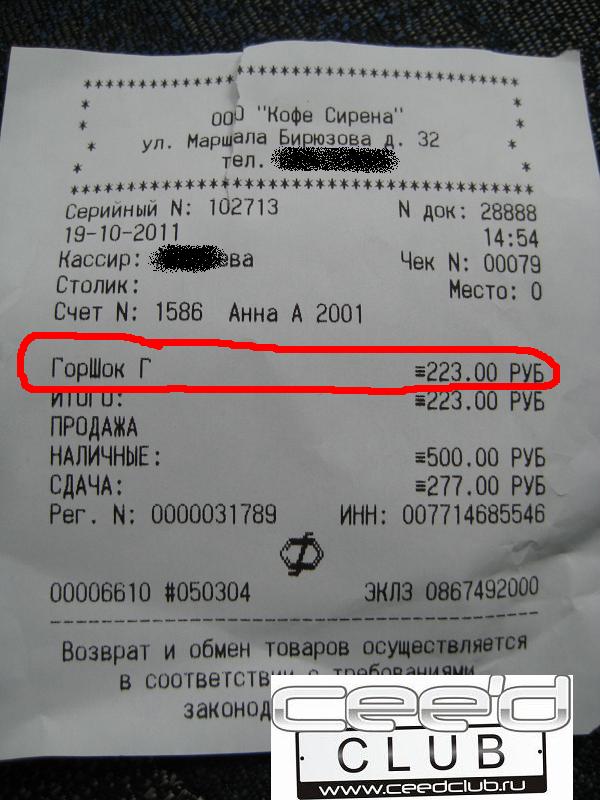 ************************************
ООО "Кофе Сирена"
ул. Маршала Бирюзова д. 32
тел.
************************************
Серийный N: 102713 N док: 28888
19-10-2011 14:54
Кассир: ева Чек N: 00079
Столик: Место: 0
Счет N: 1586 Анна А 2001
ГорШок Г ≡223.00 РУБ
ИТОГО: ≡223.00 РУБ
ПРОДАЖА
НАЛИЧНЫЕ: ≡500.00 РУБ
СДАЧА: ≡277.00 РУБ
Рег. N: 0000031789 ИНН: 007714685546
00006610 #050304 ЭКЛЗ 0867492000
Возврат и обмен товаров осуществляется
в соответствии с требованиями
законод
cee'd
CLUB
www.ceedclub.ru